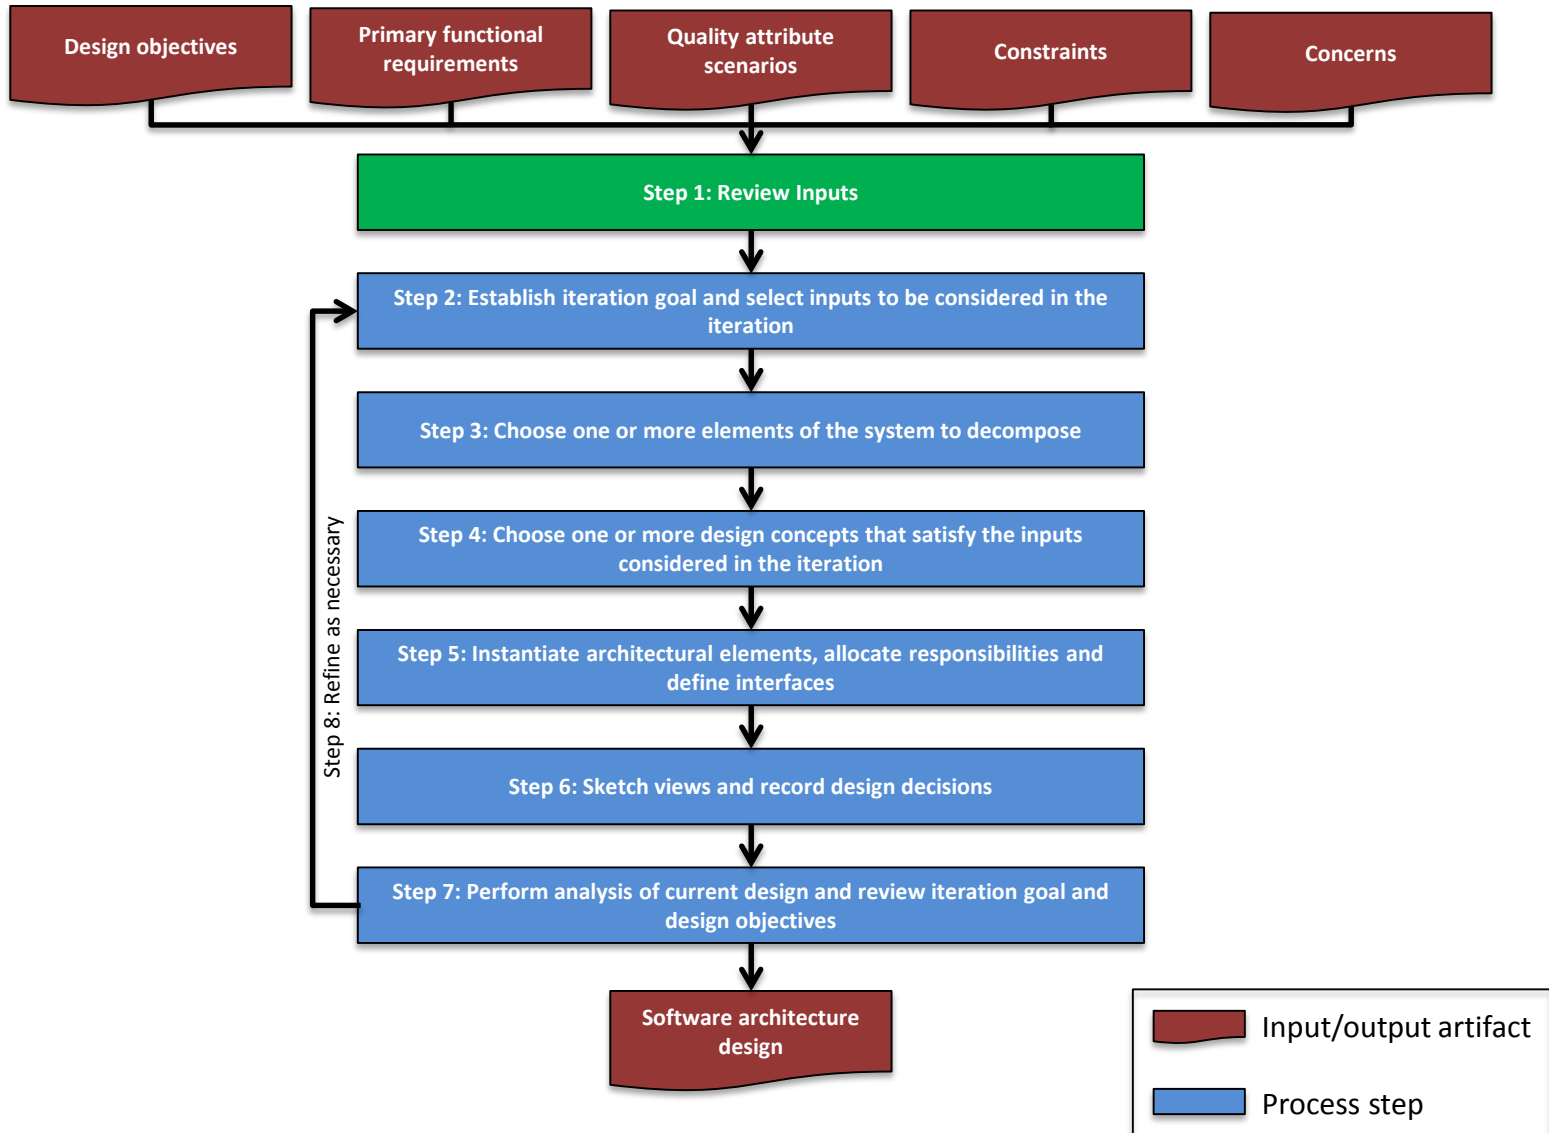 Design objectives
Primary functional
requirements
Quality attribute
scenarios
Constraints
Concerns
Step 1: Review Inputs
Step 2: Establish iteration goal and select inputs to be considered in the
iteration
Step 3: Choose one or more elements of the system to decompose
Step 4: Choose one or more design concepts that satisfy the inputs
considered in the iteration
Step 5: Instantiate architectural elements, allocate responsibilities and
define interfaces
Step 6: Sketch views and record design decisions
Step 7: Perform analysis of current design and review iteration goal and
design objectives
Step 8: Refine as necessary
Software architecture
design
Input/output artifact
Process step